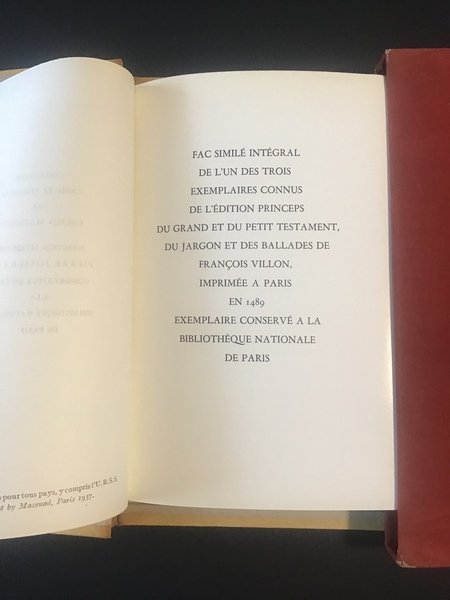 pour tous pays, y compris l'U.R.S.S.
by Mazenod, Paris 1957.
FAC SIMILÉ INTÉGRAL
DE L'UN DES TROIS
EXEMPLAIRES CONNUS
DE L'ÉDITION PRINCEPS
DU GRAND ET DU PETIT TESTAMENT,
DU JARGON ET DES BALLADES DE
FRANÇOIS VILLON,
IMPRIMÉE A PARIS
EN 1489
EXEMPLAIRE CONSERVÉ A LA
BIBLIOTHÈQUE NATIONALE
DE PARIS